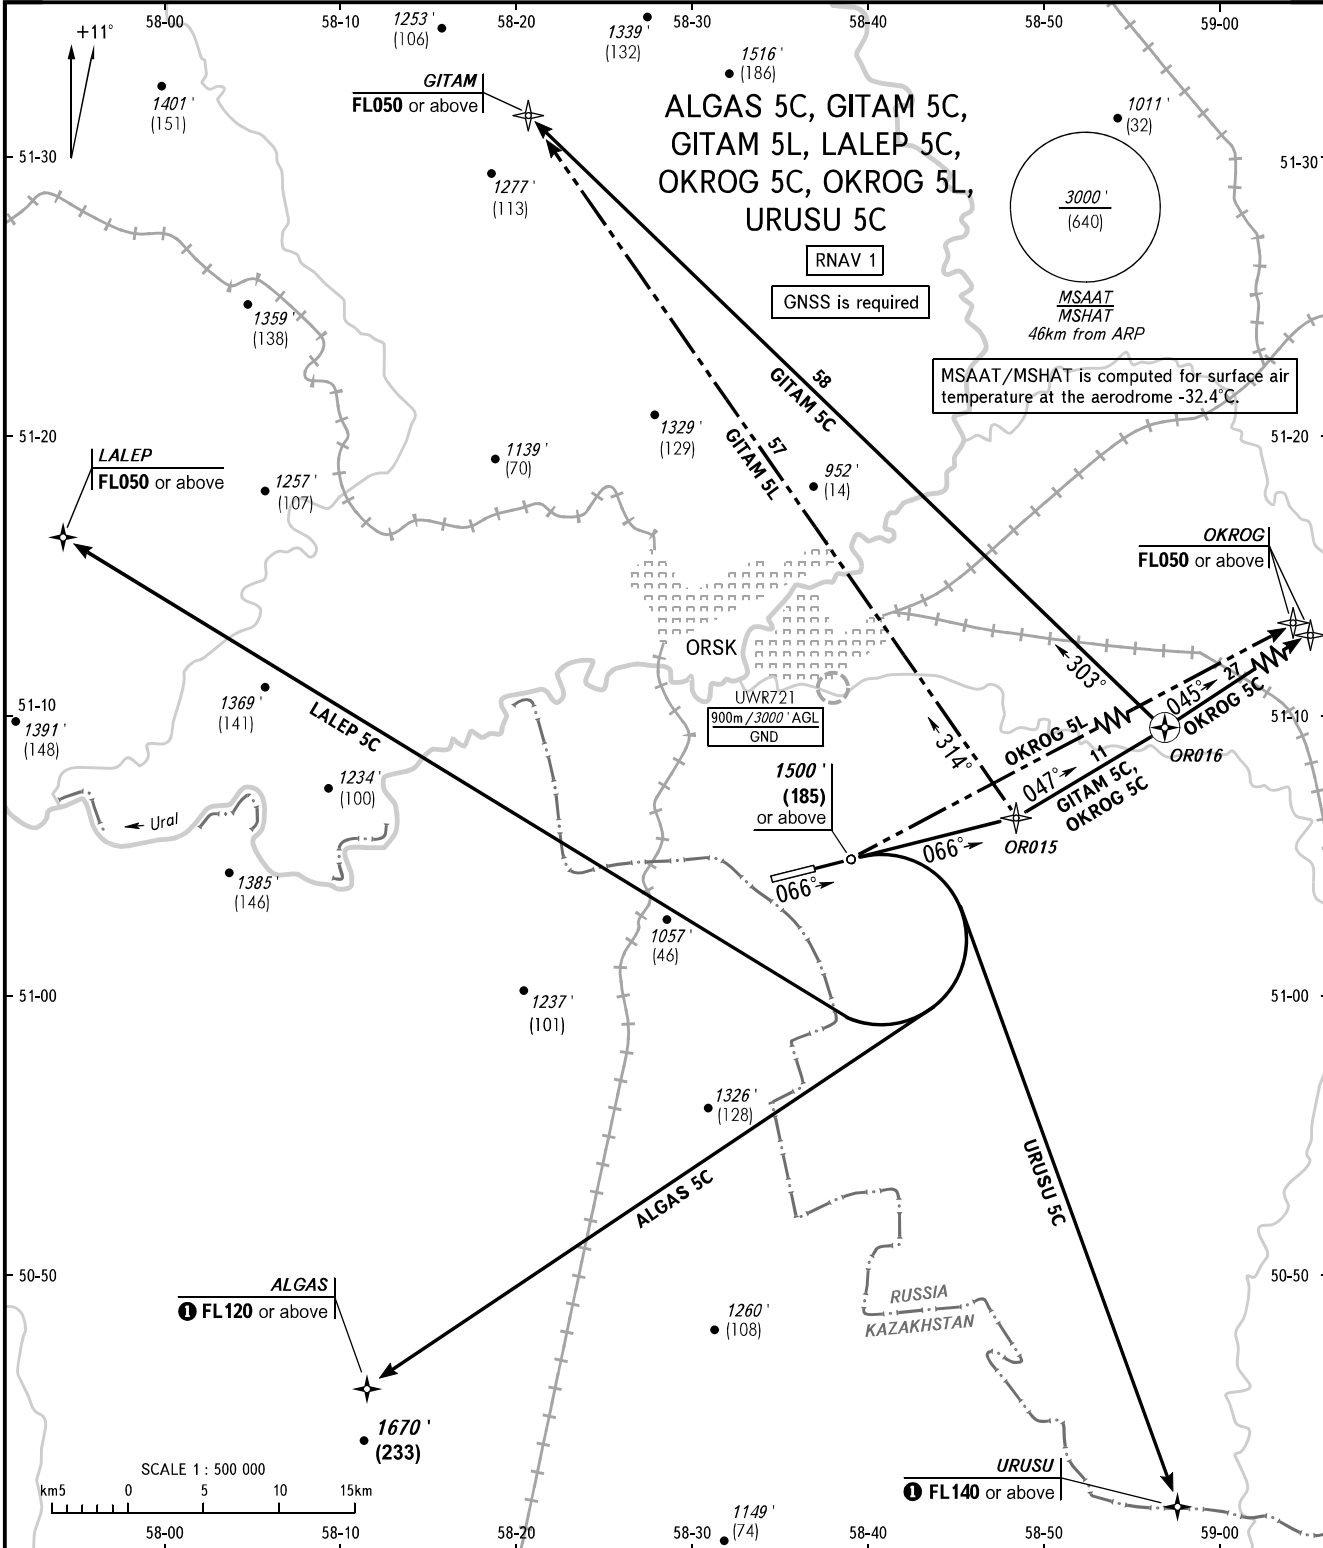 58-00
58-10
58-20
58-30
58-40
58-50
59-00
+11°
1253 '
(106)
1339 '
(132)
1516 '
(186)
GITAM
FL050 or above
1401 '
(151)
ALGAS 5C, GITAM 5C,
GITAM 5L, LALEP 5C,
OKROG 5C, OKROG 5L,
URUSU 5C
1011 '
(32)
51-30
51-30
1277 '
(113)
3000 '
(640)
RNAV 1
GNSS is required
MSAAT
MSHAT
46km from ARP
1359 '
(138)
MSAAT/MSHAT is computed for surface air
temperature at the aerodrome -32.4°C.
58
GITAM 5C
57
GITAM 5L
51-20
51-20
1329 '
(129)
1139 '
(70)
LALEP
FL050 or above
1257 '
(107)
952 '
(14)
OKROG
FL050 or above
ORSK
303°
UWR721
900m/3000 ' AGL
GND
1369 '
(141)
LALEP 5C
51-10
51-10
1391 '
(148)
045°
27
OKROG 5C
OKROG 5L
314°
OR016
1234 '
(100)
1500 '
(185)
or above
047°
11
GITAM 5C,
OKROG 5C
Ural
OR015
066°
066°
1385 '
(146)
1057 '
(46)
51-00
51-00
1237 '
(101)
1326 '
(128)
URUSU 5C
ALGAS 5C
50-50
50-50
ALGAS
1 FL120 or above
RUSSIA
KAZAKHSTAN
1260 '
(108)
1670 '
(233)
SCALE 1 : 500 000
km5
0
5
10
15km
URUSU
1 FL140 or above
1149 '
(74)
58-00
58-10
58-20
58-30
58-40
58-50
59-00